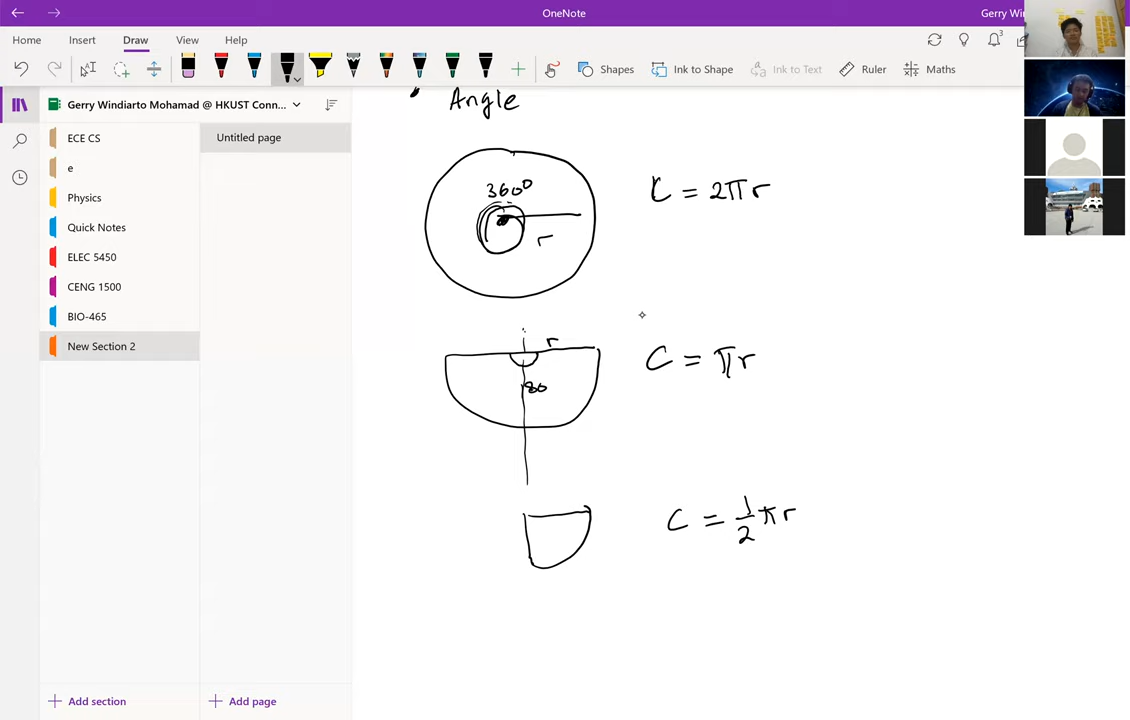 OneNote
Gerry Win
Home Insert Draw View Help
3
Shapes Ink to Shape Ink to Text Ruler Maths
Gerry Windiarto Mohamad @ HKUST Conn...
ECE CS
e
Physics
Quick Notes
ELEC 5450
CENG 1500
BIO-465
New Section 2
Add section
Untitled page
Add page
Angle
360°
r
C = 2πr
r
180
C = πr
C = 1/2 πr